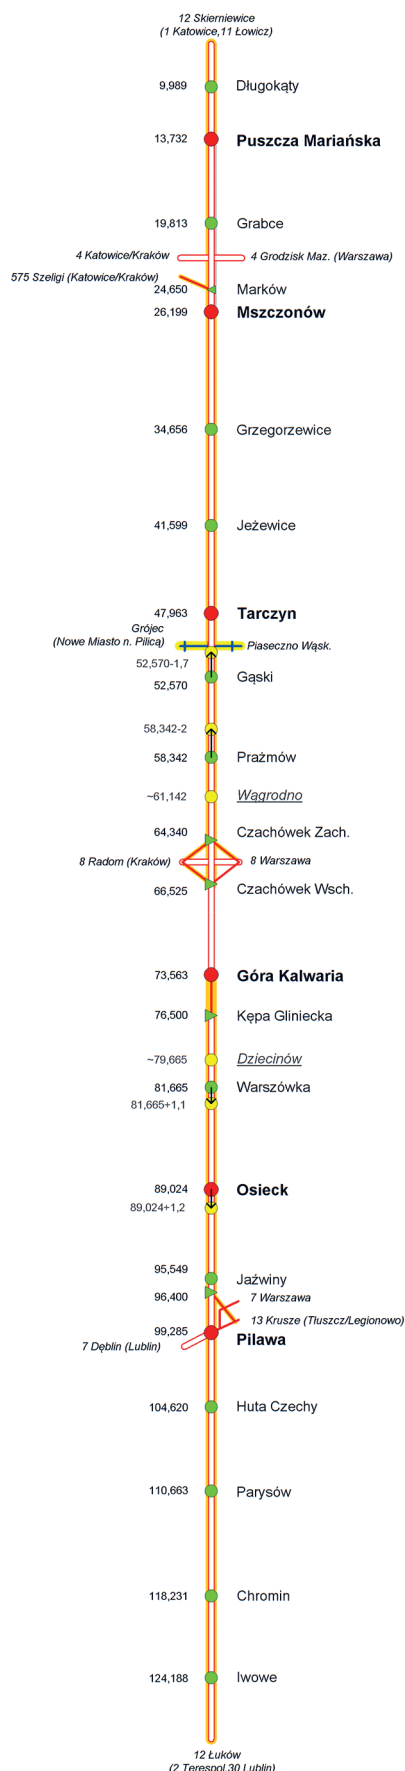 12 Skierniewice
(1 Katowice,11 Łowicz)
9,989 Długokąty
13,732 Puszcza Mariańska
19,813 Grabce
4 Katowice/Kraków 4 Grodzisk Maz. (Warszawa)
575 Szeligi (Katowice/Kraków)
24,650 Marków
26,199 Mszczonów
34,656 Grzegorzewice
41,599 Jeżewice
47,963 Tarczyn
Grójec
(Nowe Miasto n. Pilicą) Piaseczno Wąsk.
52,570-1,7
52,570 Gąski
58,342-2
58,342 Prażmów
~61,142 Wągrodno
64,340 Czachówek Zach.
8 Radom (Kraków) 8 Warszawa
66,525 Czachówek Wsch.
73,563 Góra Kalwaria
76,500 Kępa Gliniecka
~79,665 Dziecinów
81,665 Warszówka
81,665+1,1
89,024 Osieck
89,024+1,2
95,549 Jaźwiny
96,400 7 Warszawa
13 Krusze (Tłuszcz/Legionowo)
99,285 Pilawa
7 Dęblin (Lublin)
104,620 Huta Czechy
110,663 Parysów
118,231 Chromin
124,188 Iwowe
12 Łuków
(2 Terespol,30 Lublin)